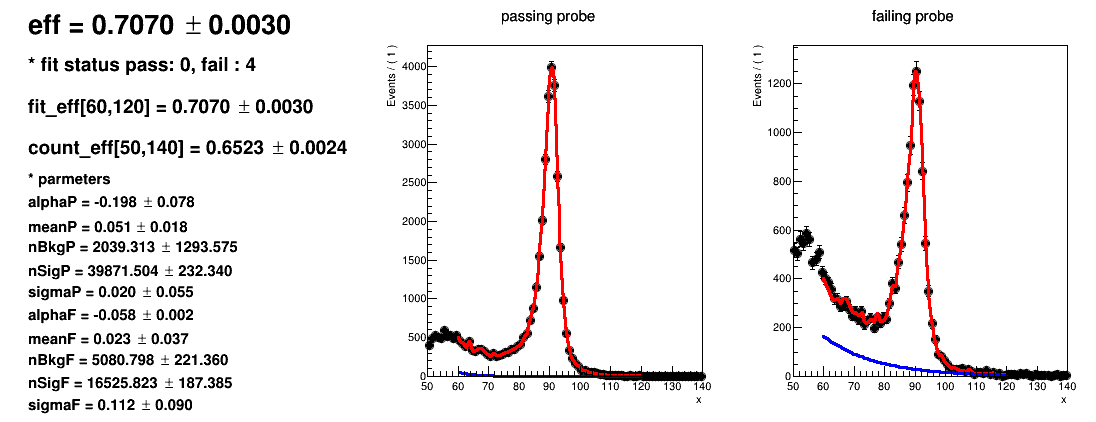 eff = 0.7070 ± 0.0030
* fit status pass: 0, fail : 4
fit_eff[60,120] = 0.7070 ± 0.0030
count_eff[50,140] = 0.6523 ± 0.0024
* parmeters
alphaP = -0.198 ± 0.078
meanP = 0.051 ± 0.018
nBkgP = 2039.313 ± 1293.575
nSigP = 39871.504 ± 232.340
sigmaP = 0.020 ± 0.055
alphaF = -0.058 ± 0.002
meanF = 0.023 ± 0.037
nBkgF = 5080.798 ± 221.360
nSigF = 16525.823 ± 187.385
sigmaF = 0.112 ± 0.090
passing probe
Events / ( 1 )
4000
3500
3000
2500
2000
1500
1000
500
0
50 60 70 80 90 100 110 120 130 140
x
failing probe
Events / ( 1 )
1200
1000
800
600
400
200
0
50 60 70 80 90 100 110 120 130 140
x